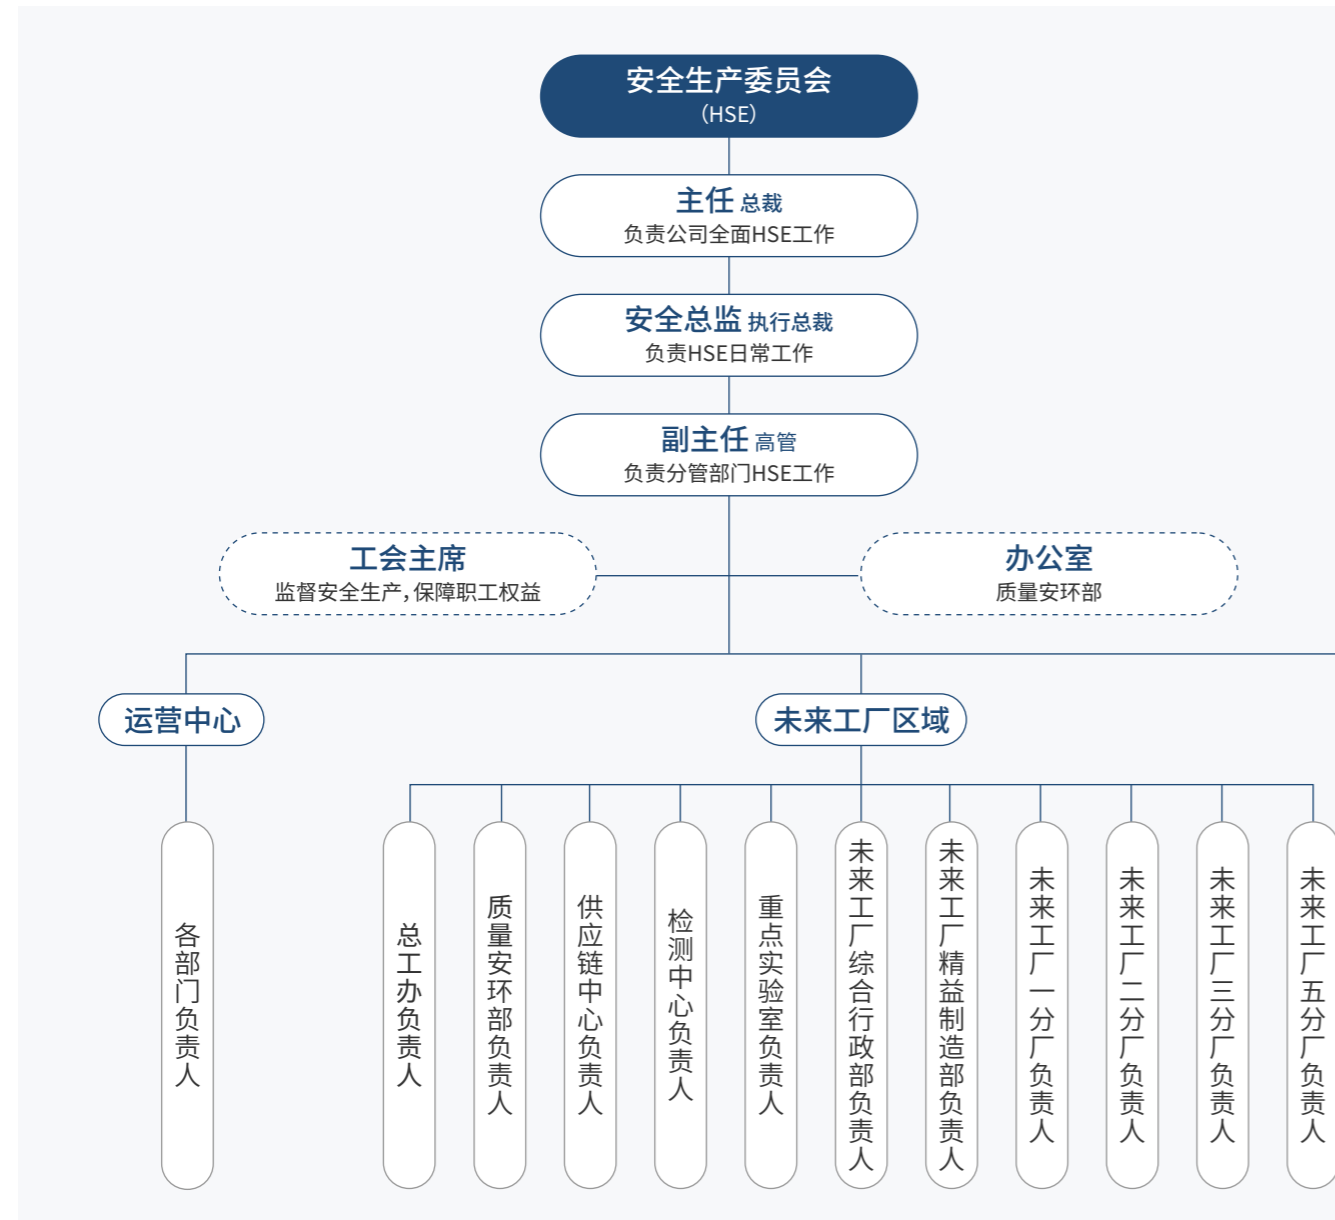 安全生产委员会
（HSE）
主任 总裁
负责公司全面HSE工作
安全总监 执行总裁
负责HSE日常工作
副主任 高管
负责分管部门HSE工作
工会主席
监督安全生产，保障职工权益
办公室
质量安环部
运营中心
未来工厂区域
各部门负责人
总工办负责人
质量安环部负责人
供应链中心负责人
检测中心负责人
重点实验室负责人
未来工厂综合行政部负责人
未来工厂精益制造部负责人
未来工厂一分厂负责人
未来工厂二分厂负责人
未来工厂三分厂负责人
未来工厂五分厂负责人